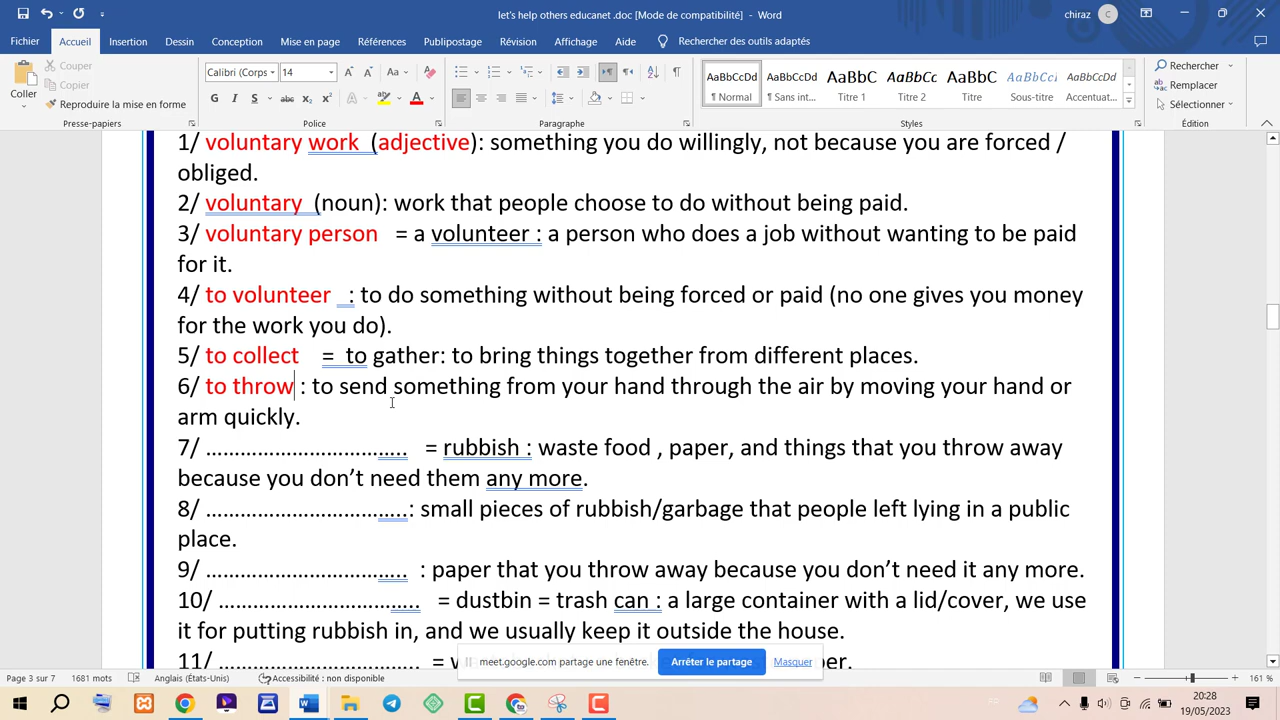 let's help others educanet .doc [Mode de compatibilité] - Word
chiraz C
Fichier Accueil Insertion Dessin Conception Mise en page Références Publipostage Révision Affichage Aide Rechercher des outils adaptés
Coller
Couper
Copier
Reproduire la mise en forme
Presse-papiers
Calibri (Corps) 14
G I S abc x₂ x² A A
Police
Paragraphe
AaBbCcDd AaBbCcDd AaBbC AaBbCc AaBbC AaBbCcI AaBbCcDd
¶ Normal ¶ Sans int... Titre 1 Titre 2 Titre Sous-titre Accentuat...
Styles
Rechercher
Remplacer
Sélectionner
Édition
1/ voluntary work (adjective): something you do willingly, not because you are forced /
obliged.
2/ voluntary (noun): work that people choose to do without being paid.
3/ voluntary person = a volunteer : a person who does a job without wanting to be paid
for it.
4/ to volunteer : to do something without being forced or paid (no one gives you money
for the work you do).
5/ to collect = to gather: to bring things together from different places.
6/ to throw : to send something from your hand through the air by moving your hand or
arm quickly.
7/ ………………………………... = rubbish : waste food , paper, and things that you throw away
because you don't need them any more.
8/ ………………………………...: small pieces of rubbish/garbage that people left lying in a public
place.
9/ ………………………………... : paper that you throw away because you don't need it any more.
10/ ………………………………... = dustbin = trash can : a large container with a lid/cover, we use
it for putting rubbish in, and we usually keep it outside the house.
11/ ………………………………... =
meet.google.com partage une fenêtre. Arrêter le partage Masquer
Page 3 sur 7 1681 mots Anglais (États-Unis) Accessibilité : non disponible 161 %
20:28
19/05/2023